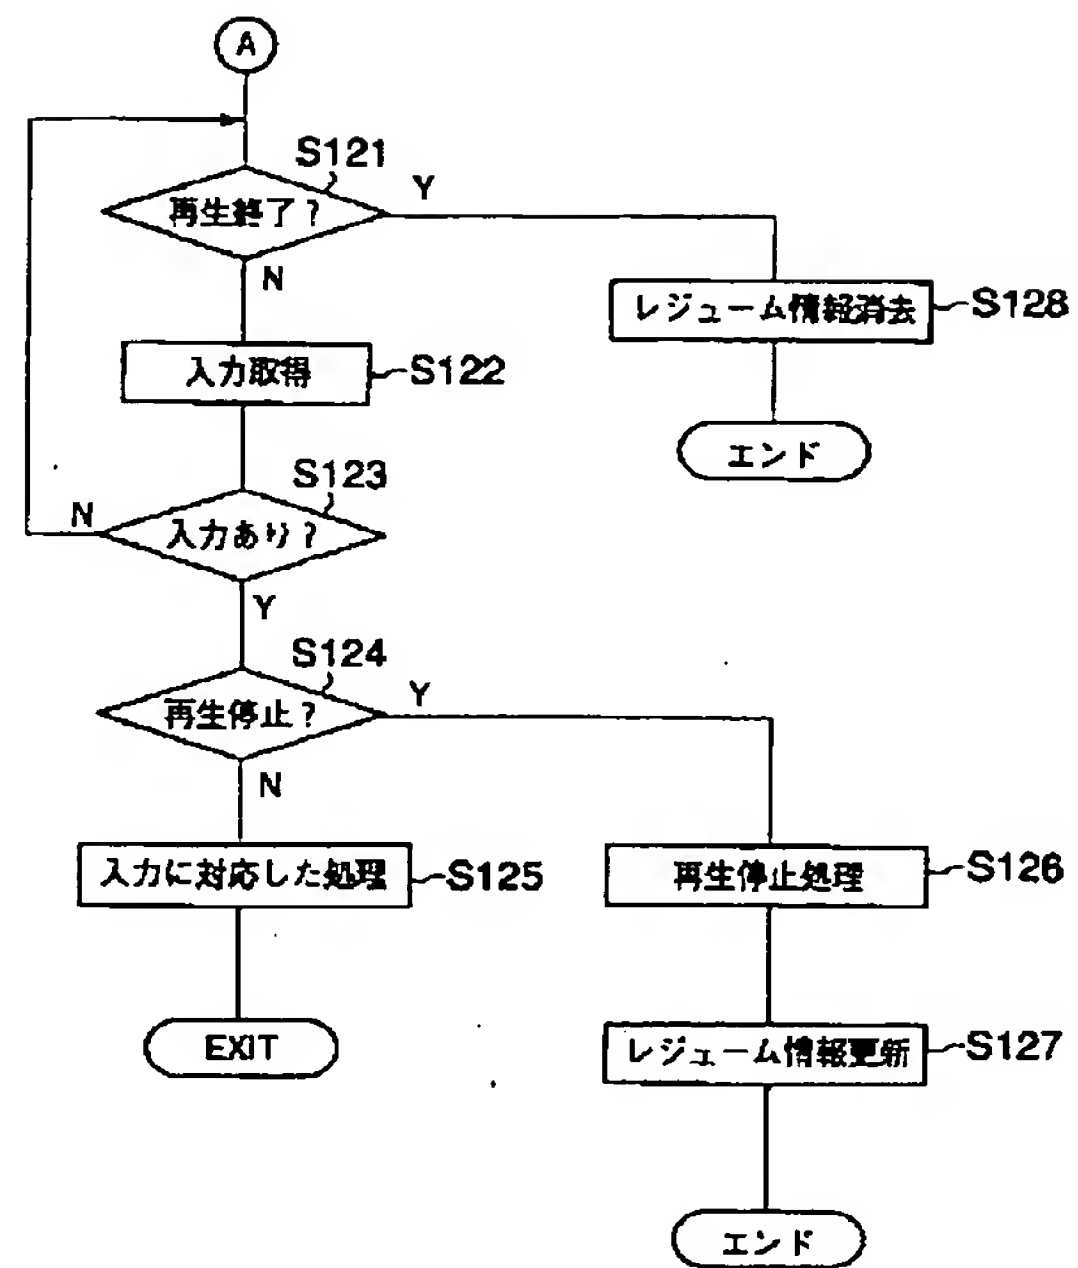 A
S121
再生終了?
Y
N
レジューム情報消去
S128
入力取得
S122
エンド
S123
入力あり?
N
Y
S124
再生停止?
Y
N
入力に対応した処理
S125
再生停止処理
S126
EXIT
レジューム情報更新
S127
エンド